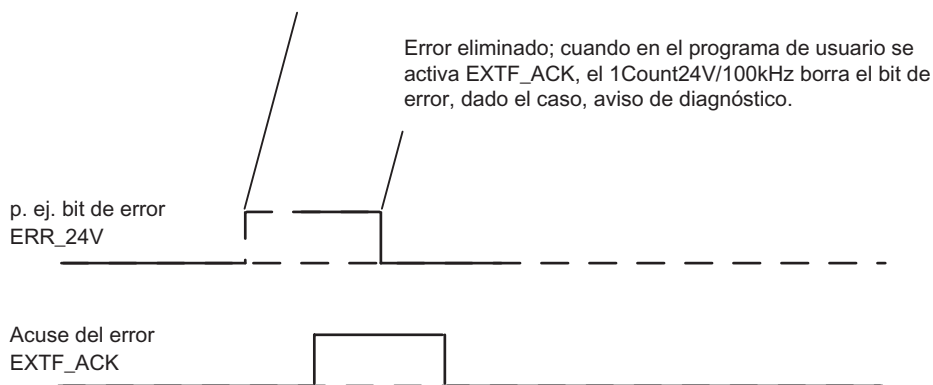 Error eliminado; cuando en el programa de usuario se
activa EXTF_ACK, el 1Count24V/100kHz borra el bit de
error, dado el caso, aviso de diagnóstico.
p. ej. bit de error
ERR_24V
Acuse del error
EXTF_ACK